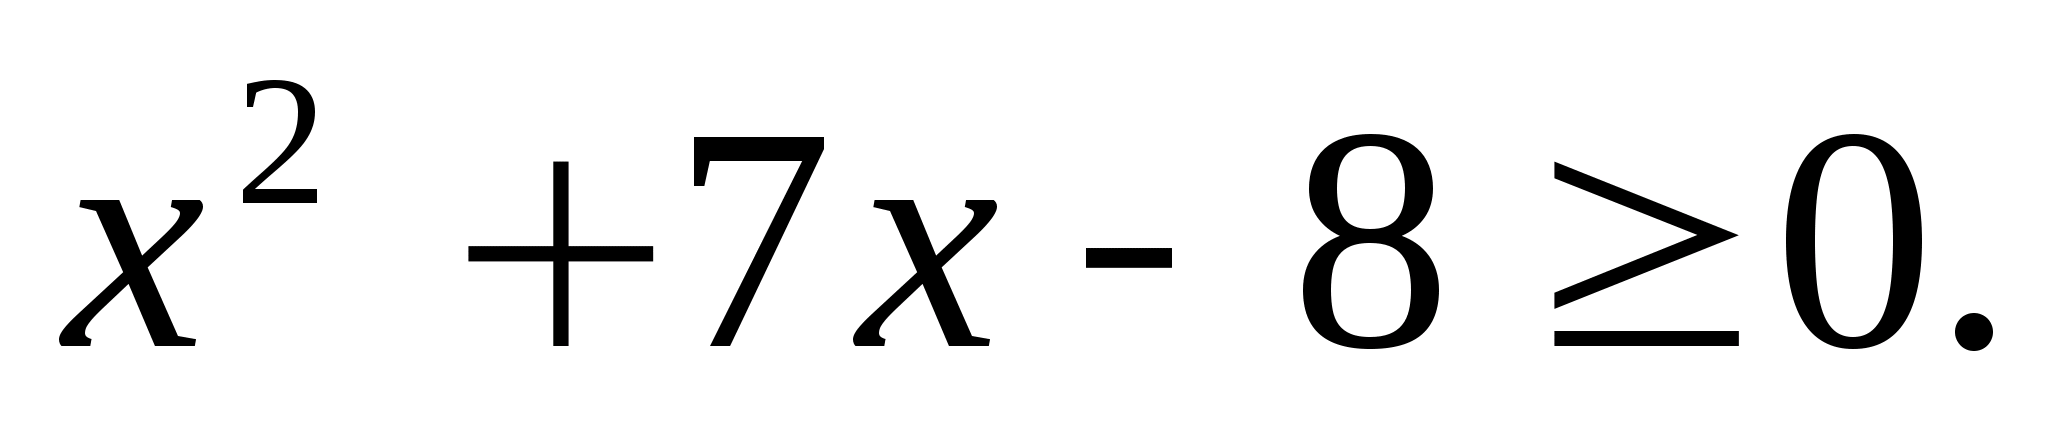 x² +7x - 8 ≥0.